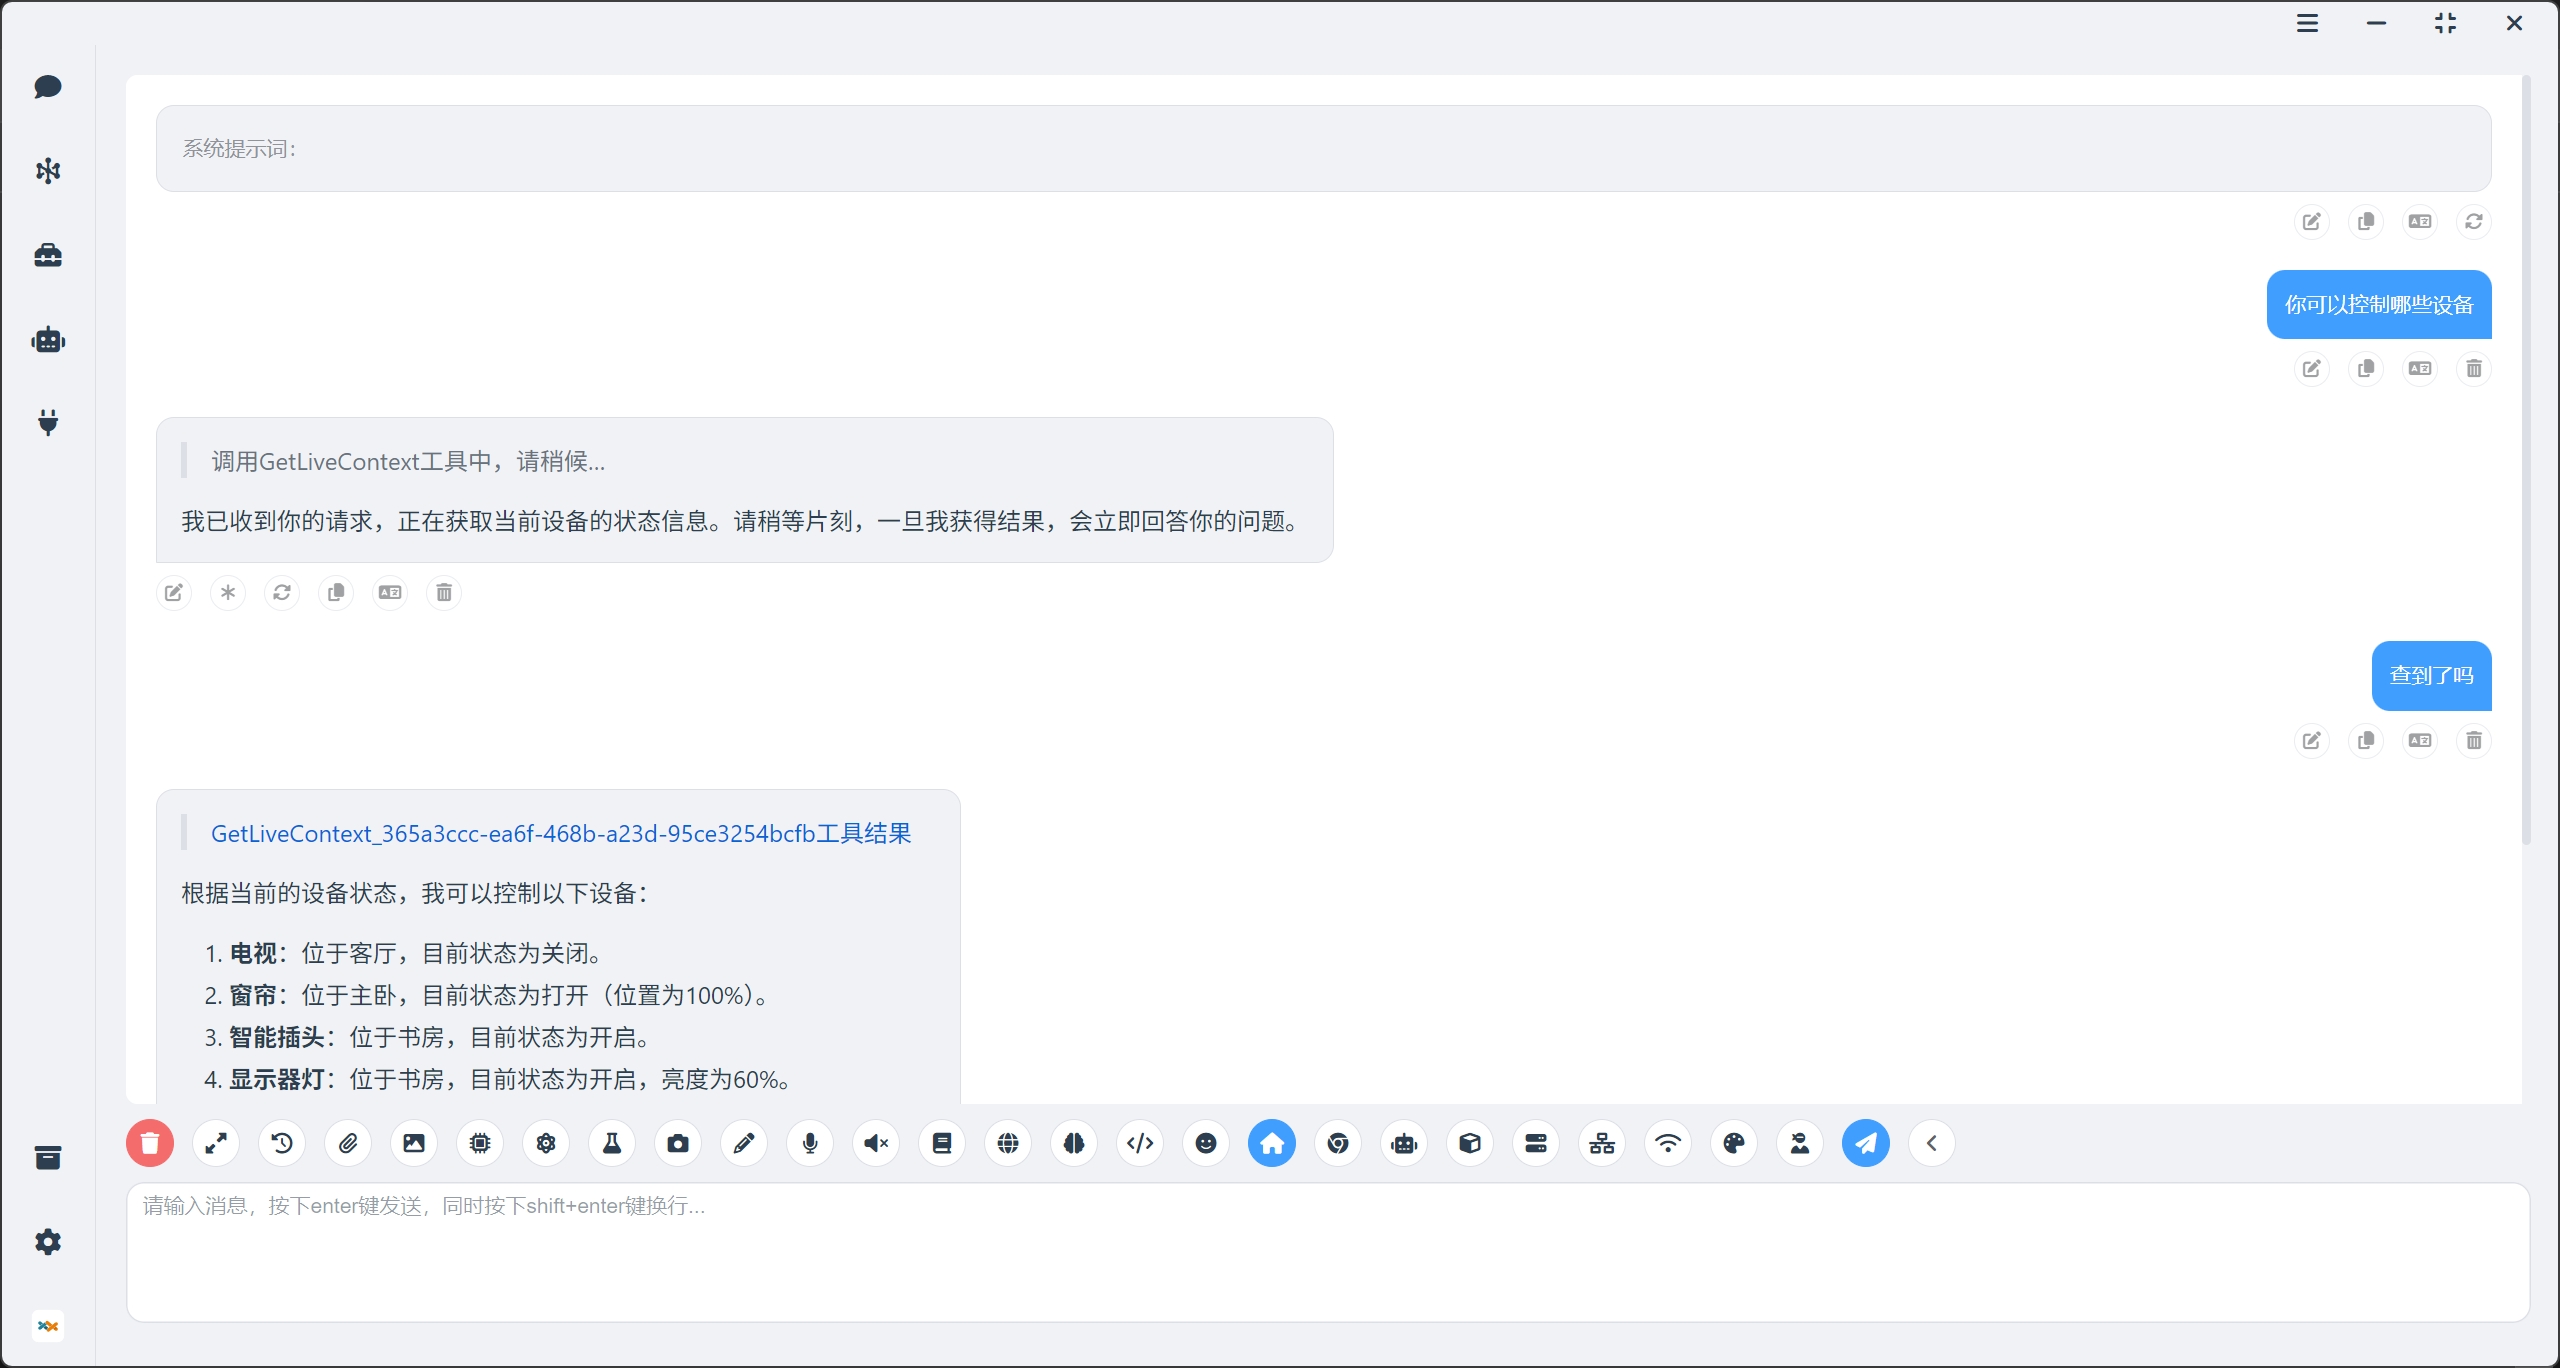 系统提示词：
你可以控制哪些设备
调用GetLiveContext工具中，请稍候...
我已收到你的请求，正在获取当前设备的状态信息。请稍等片刻，一旦我获得结果，会立即回答你的问题。
查到了吗
GetLiveContext_365a3ccc-ea6f-468b-a23d-95ce3254bcfb工具结果
根据当前的设备状态，我可以控制以下设备：
1. 电视：位于客厅，目前状态为关闭。
2. 窗帘：位于主卧，目前状态为打开（位置为100%）。
3. 智能插头：位于书房，目前状态为开启。
4. 显示器灯：位于书房，目前状态为开启，亮度为60%。
请输入消息，按下enter键发送，同时按下shift+enter键换行...